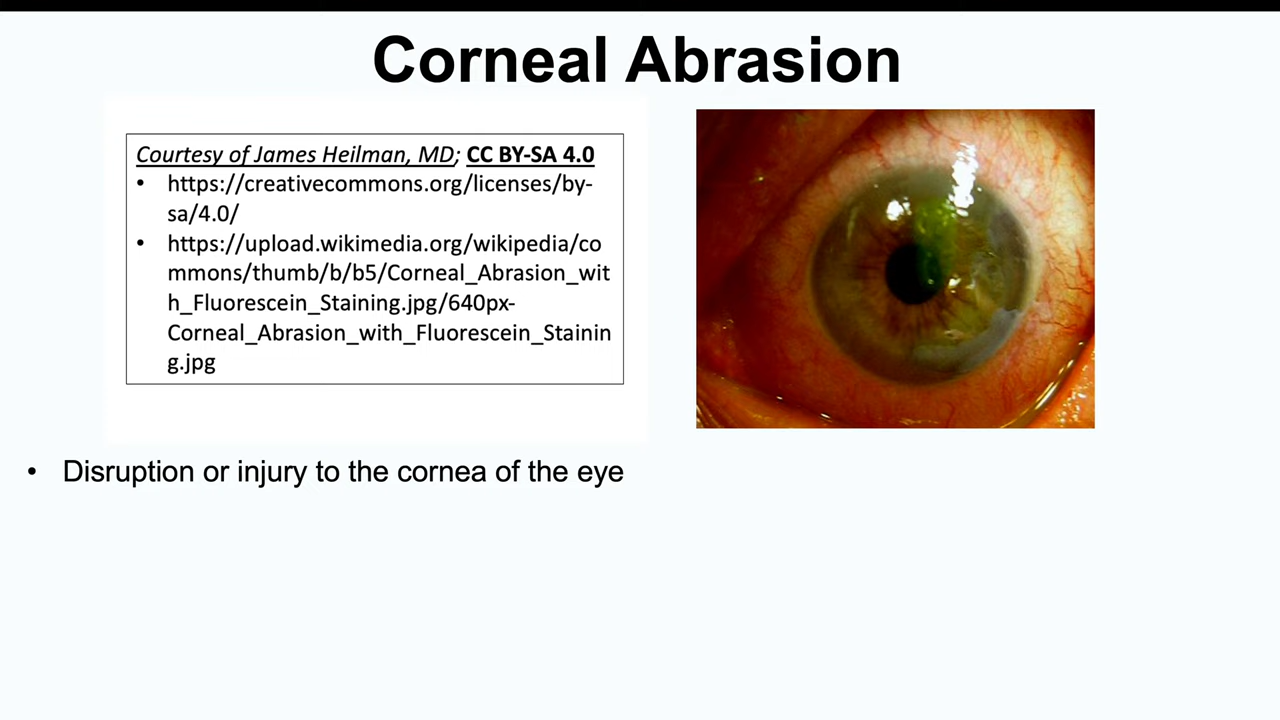 Corneal Abrasion
Courtesy of James Heilman, MD; CC BY-SA 4.0
• https://creativecommons.org/licenses/by-
sa/4.0/
• https://upload.wikimedia.org/wikipedia/co
mmons/thumb/b/b5/Corneal_Abrasion_wit
h_Fluorescein_Staining.jpg/640px-
Corneal_Abrasion_with_Fluorescein_Stainin
g.jpg
• Disruption or injury to the cornea of the eye